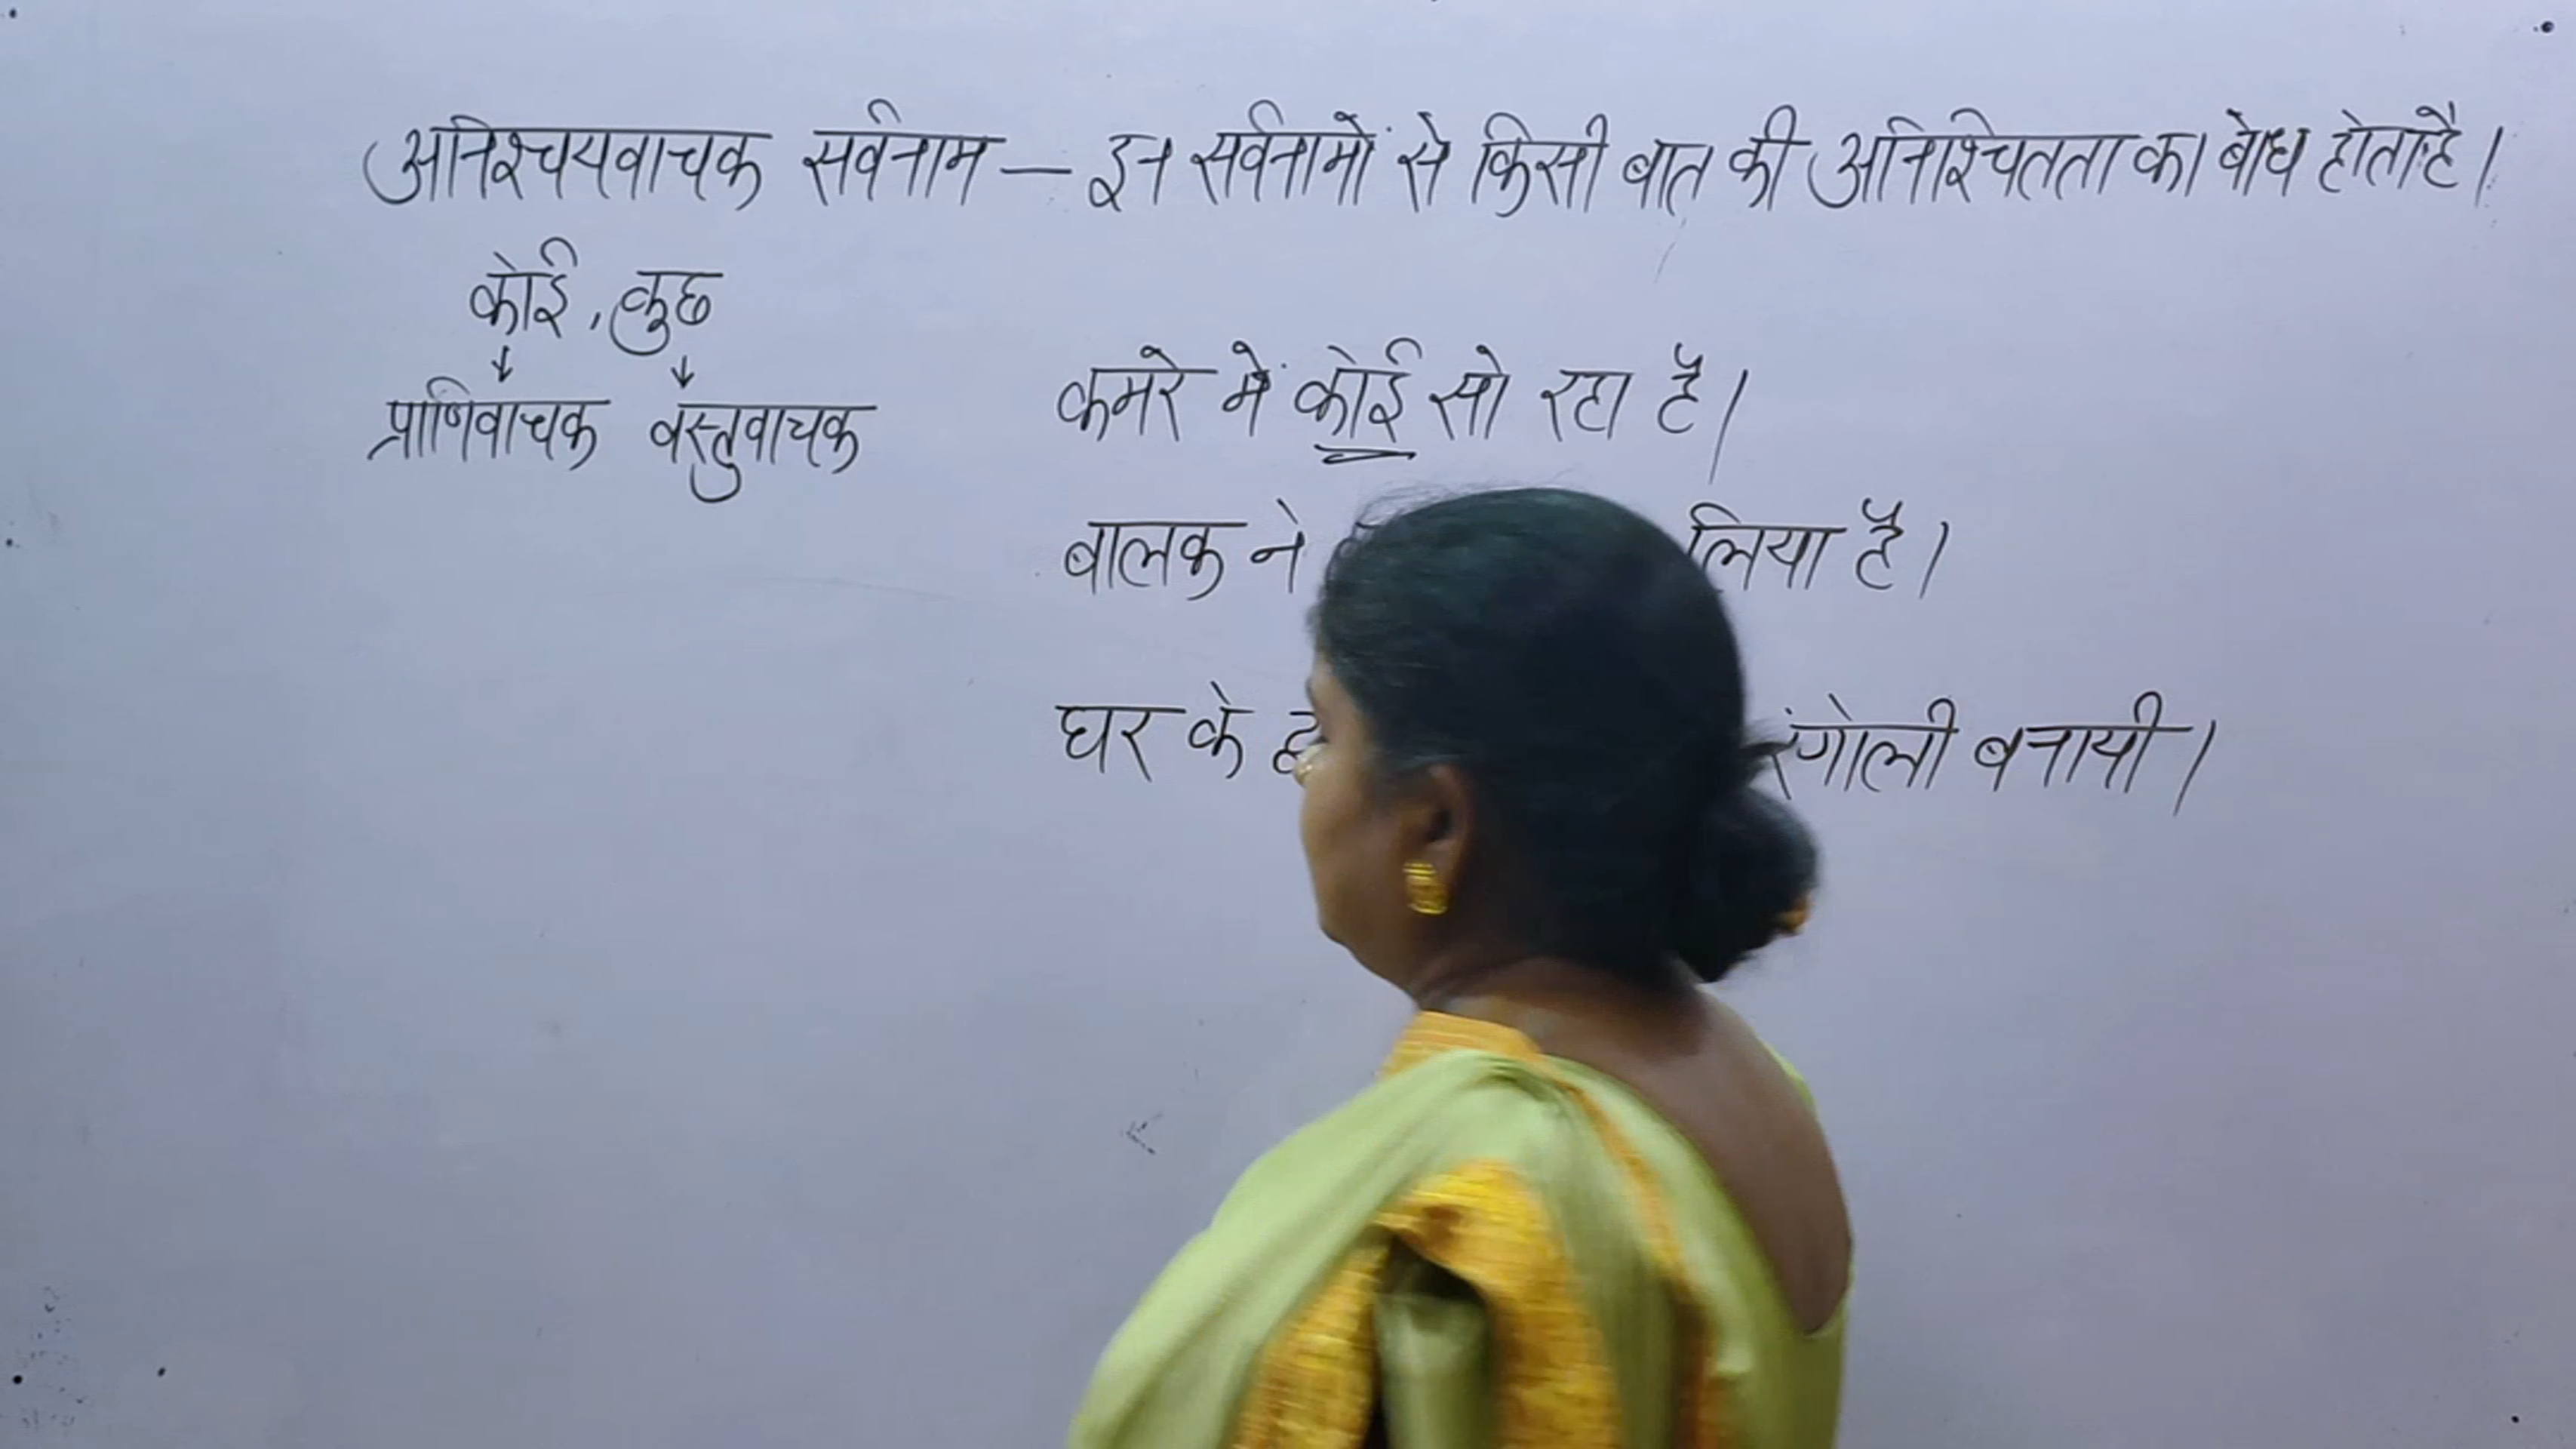 अनिश्चयवाचक सर्वनाम — इन सर्वनामों से किसी बात की अनिश्चितता का बोध होता है।
कोई, कुछ
↓ ↓
प्राणिवाचक वस्तुवाचक
कमरे में कोई सो रहा है।
बालक ने लिया है।
घर के रंगोली बनायी।